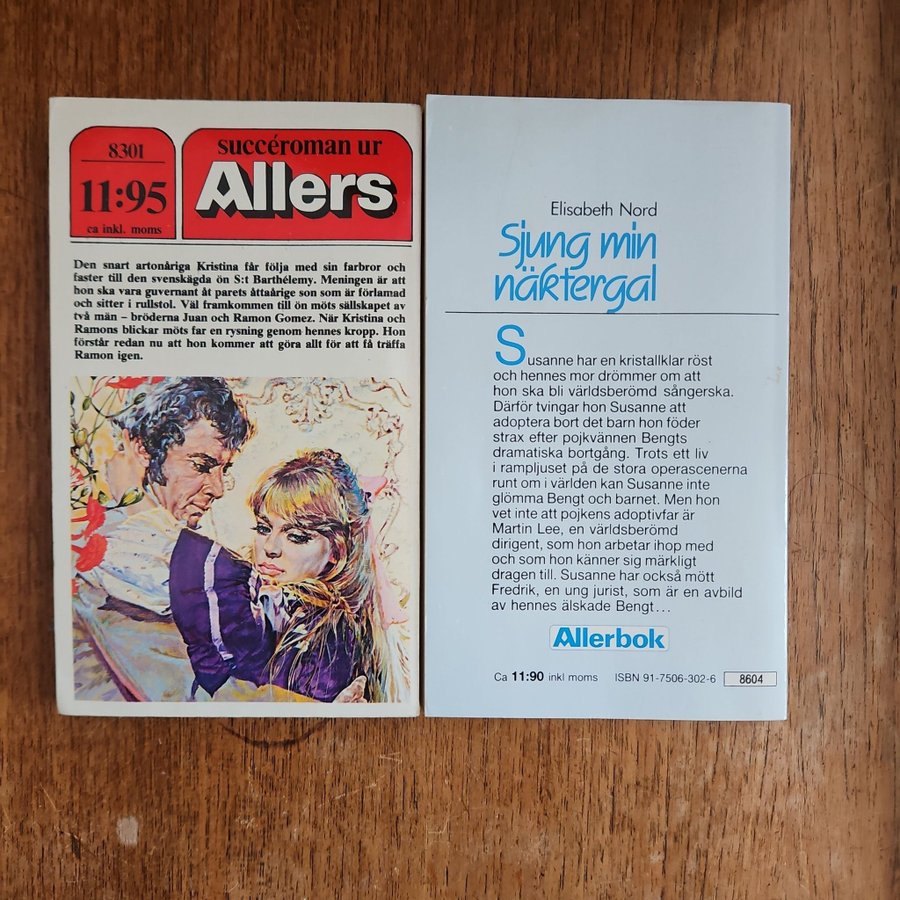 8301
11:95
ca inkl. moms
succéroman ur
Allers
Den snart artonåriga Kristina får följa med sin farbror och
faster till den svenskägda ön S:t Barthélemy. Meningen är att
hon ska vara guvernant åt parets åttaårige son som är förlamad
och sitter i rullstol. Väl framkommen till ön möts sällskapet av
två män – bröderna Juan och Ramon Gomez. När Kristina och
Ramons blickar möts far en rysning genom hennes kropp. Hon
förstår redan nu att hon kommer att göra allt för att få träffa
Ramon igen.
Elisabeth Nord
Sjung min
näktergal
Susanne har en kristallklar röst
och hennes mor drömmer om att
hon ska bli världsberömd sångerska.
Därför tvingar hon Susanne att
adoptera bort det barn hon föder
strax efter pojkvännen Bengts
dramatiska bortgång. Trots ett liv
i rampljuset på de stora operascenerna
runt om i världen kan Susanne inte
glömma Bengt och barnet. Men hon
vet inte att pojkens adoptivfar är
Martin Lee, en världsberömd
dirigent, som hon arbetar ihop med
och som hon känner sig märkligt
dragen till. Susanne har också mött
Fredrik, en ung jurist, som är en avbild
av hennes älskade Bengt...
Allerbok
Ca 11:90 inkl moms ISBN 91-7506-302-6 8604